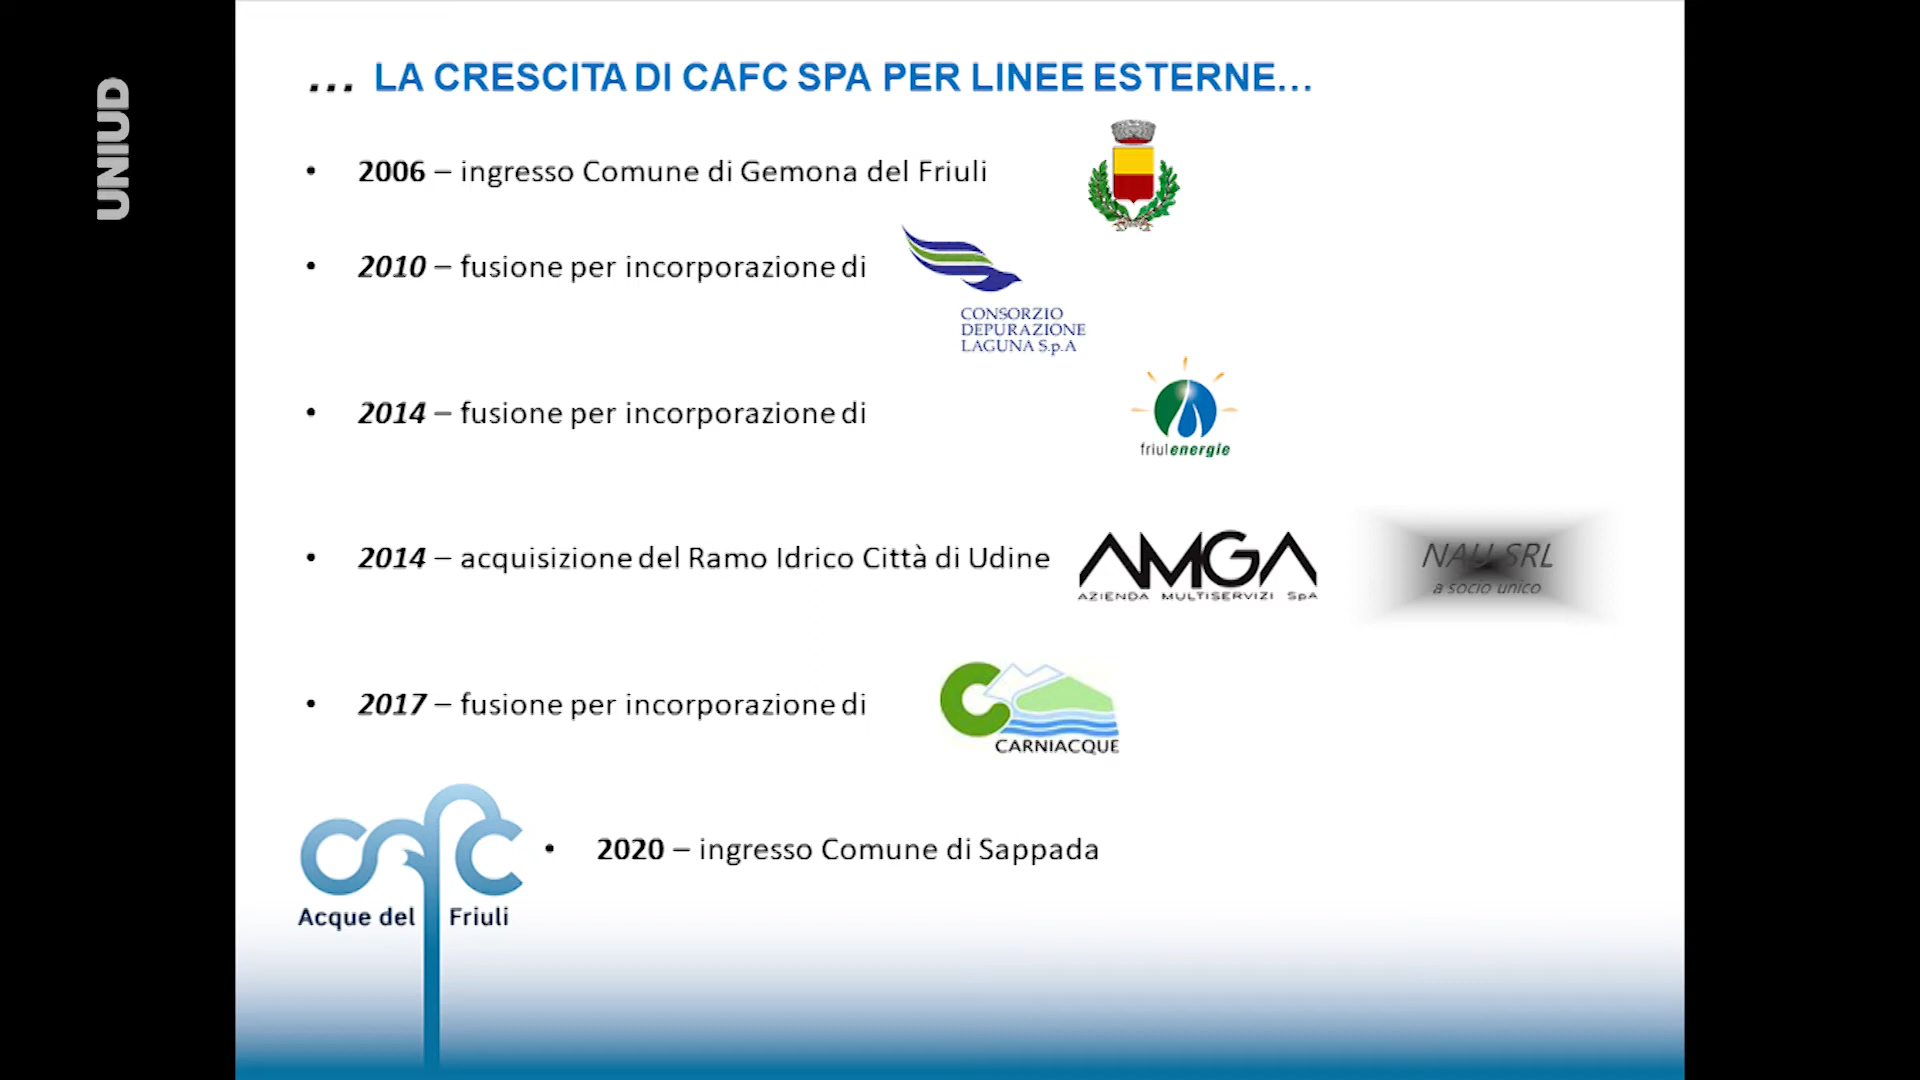 UNIUD
... LA CRESCITA DI CAFC SPA PER LINEE ESTERNE...
• 2006 – ingresso Comune di Gemona del Friuli
• 2010 – fusione per incorporazione di
CONSORZIO
DEPURAZIONE
LAGUNA S.p.A
• 2014 – fusione per incorporazione di
friulenergie
• 2014 – acquisizione del Ramo Idrico Città di Udine
AMGA
AZIENDA MULTISERVIZI SpA
NAU SRL
a socio unico
• 2017 – fusione per incorporazione di
CARNIACQUE
cafc
Acque del Friuli
• 2020 – ingresso Comune di Sappada